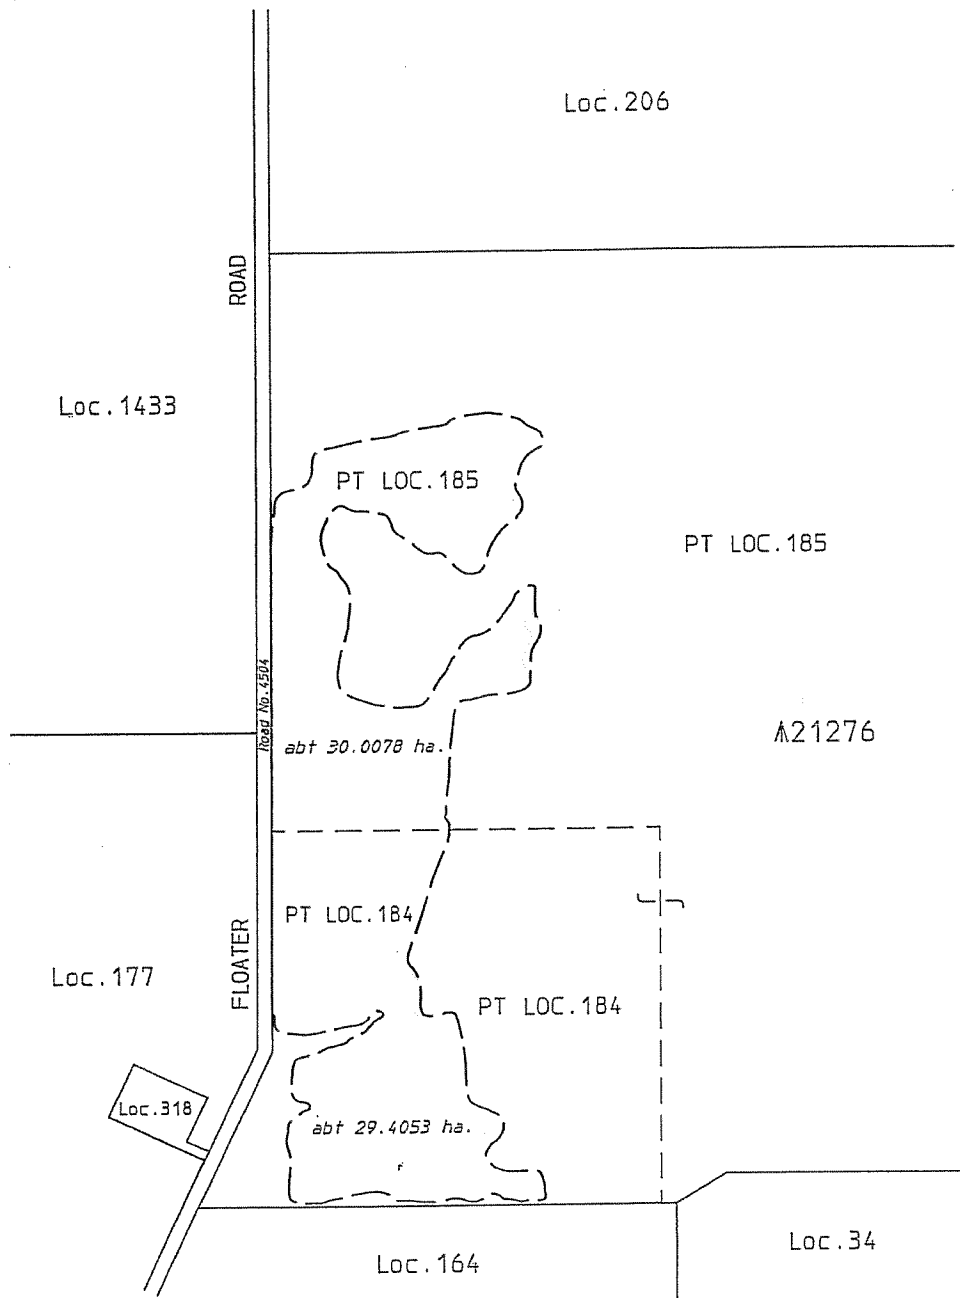 Loc.206
ROAD
Loc.1433
PT LOC.185
PT LOC.185
Road No.4504
abt 30.0078 ha.
21276
PT LOC.184
FLOATER
Loc.177
PT LOC.184
Loc.318
abt 29.4053 ha.
Loc.34
Loc.164